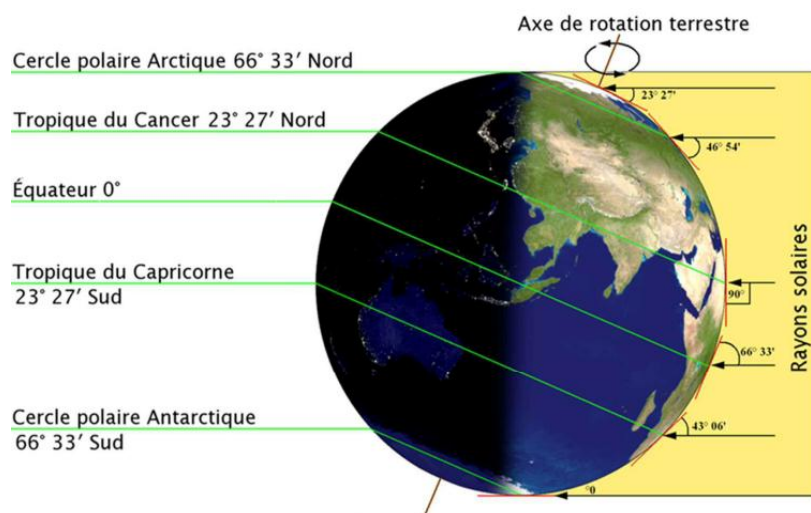 Axe de rotation terrestre
Cercle polaire Arctique 66° 33′ Nord
23° 27'
Tropique du Cancer 23° 27′ Nord
46° 54'
Équateur 0°
Tropique du Capricorne
23° 27′ Sud
90°
Rayons solaires
66° 33'
Cercle polaire Antarctique
66° 33′ Sud
43° 06'
°0